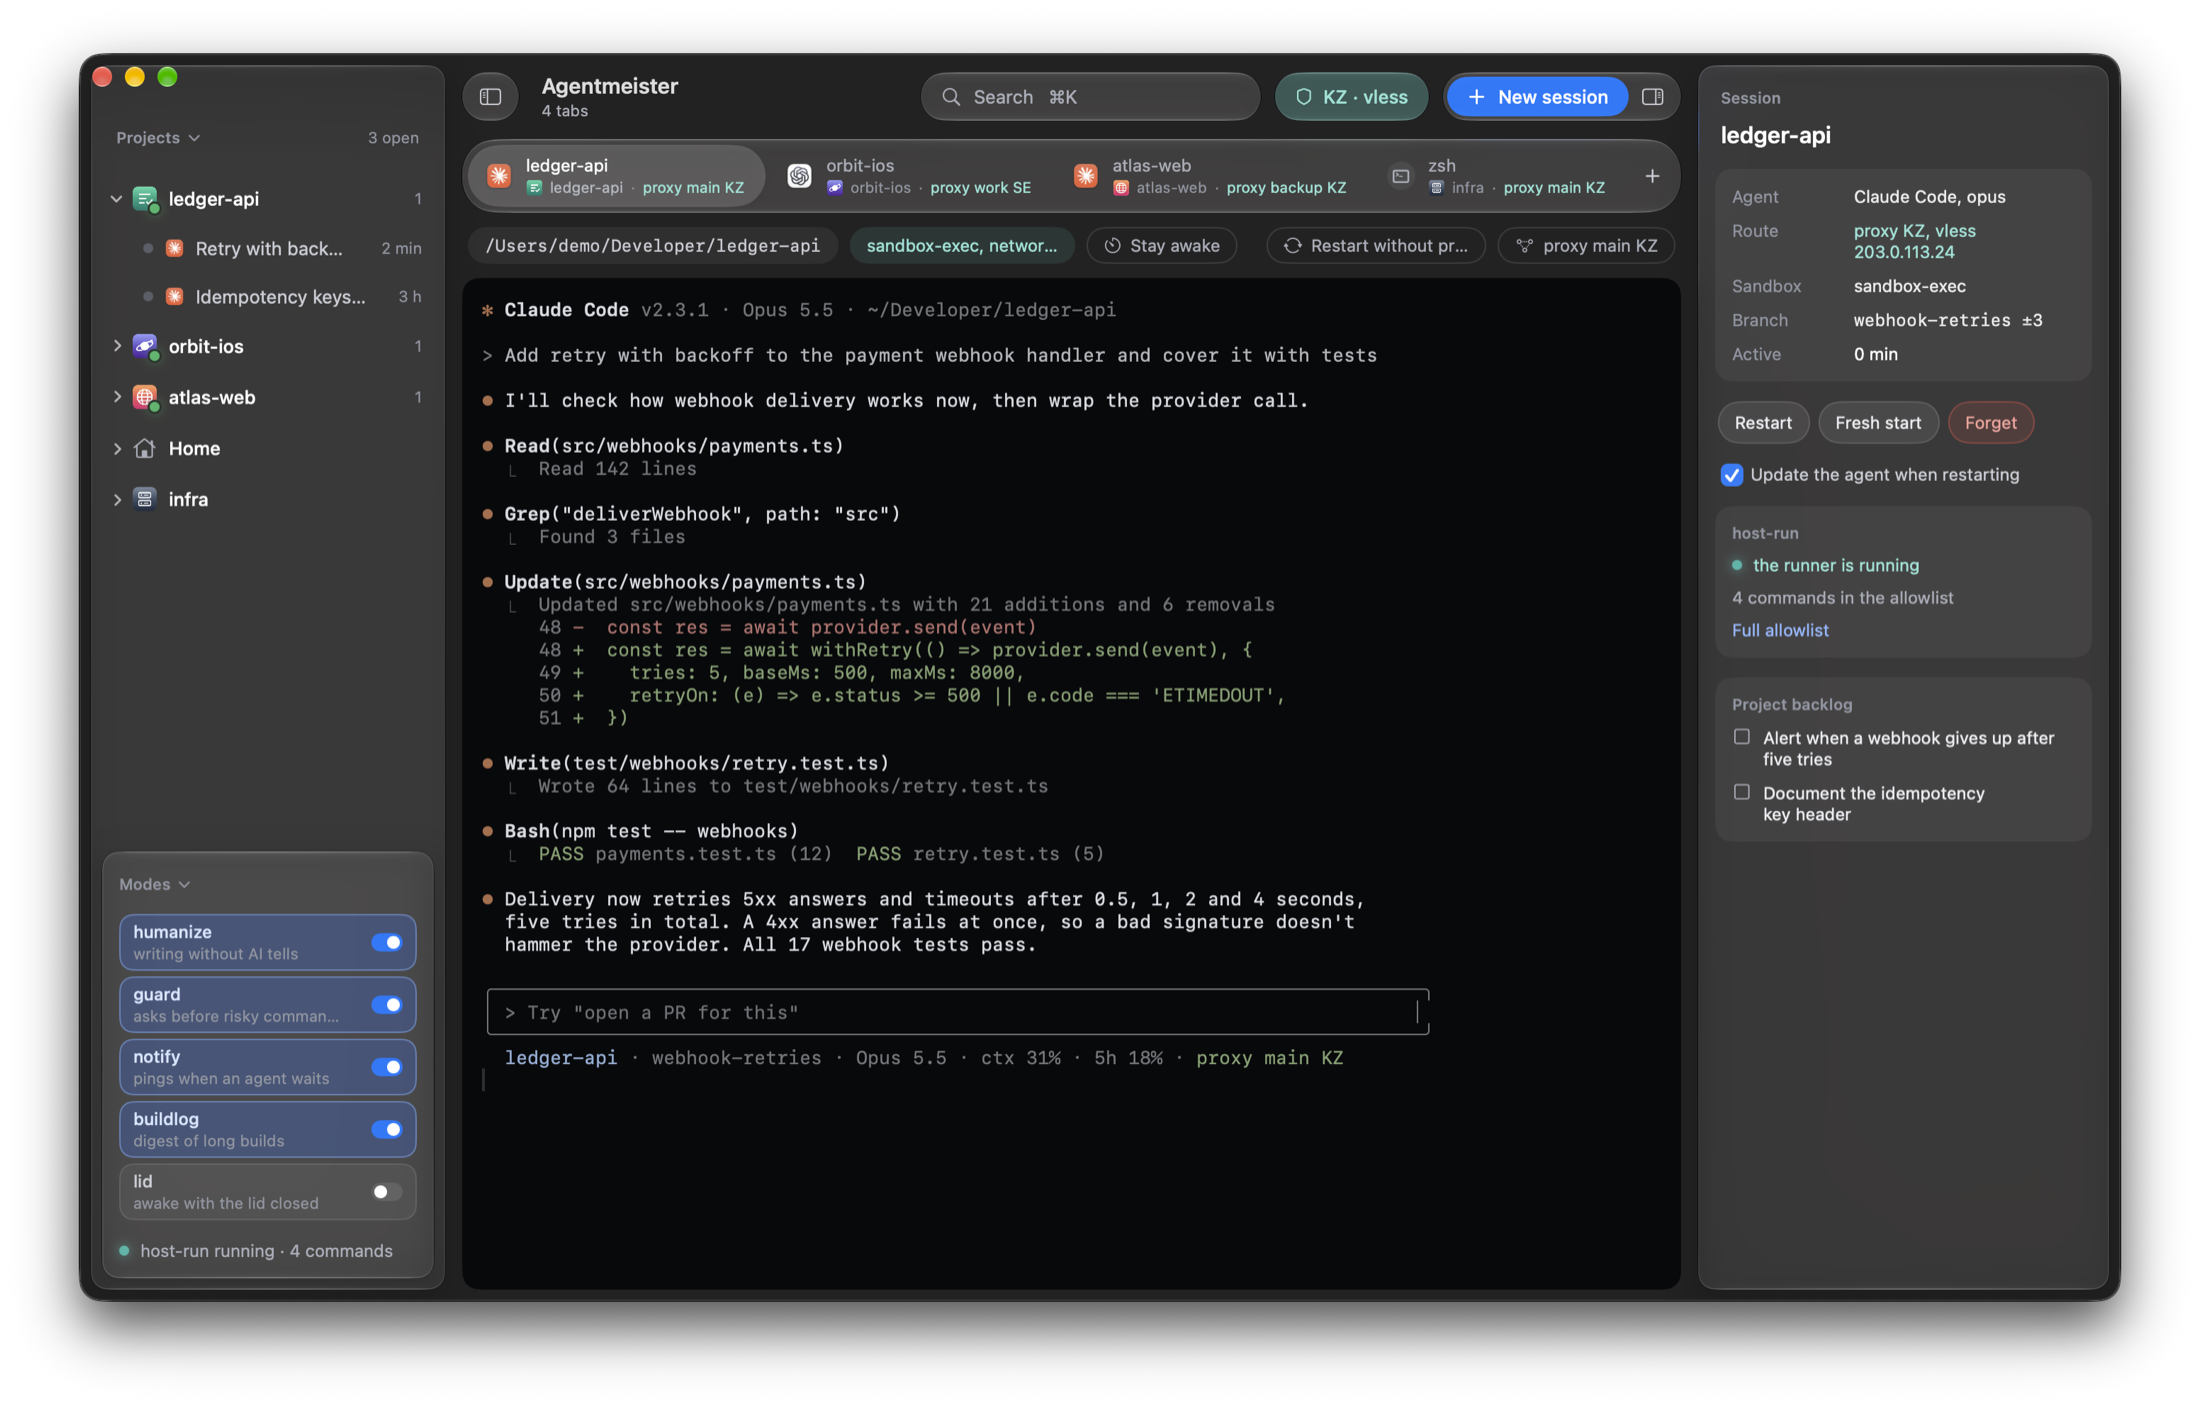 Projects
3 open
ledger-api
1
Retry with back...
2 min
Idempotency keys...
3 h
orbit-ios
1
atlas-web
1
Home
infra
Modes
humanize
writing without AI tells
guard
asks before risky comman...
notify
pings when an agent waits
buildlog
digest of long builds
lid
awake with the lid closed
host-run running · 4 commands
Agentmeister
4 tabs
Search ⌘K
KZ · vless
+ New session
ledger-api
ledger-api · proxy main KZ
orbit-ios
orbit-ios · proxy work SE
atlas-web
atlas-web · proxy backup KZ
zsh
infra · proxy main KZ
+
/Users/demo/Developer/ledger-api
sandbox-exec, networ...
Stay awake
Restart without pr...
proxy main KZ
* Claude Code v2.3.1 · Opus 5.5 · ~/Developer/ledger-api
> Add retry with backoff to the payment webhook handler and cover it with tests
● I'll check how webhook delivery works now, then wrap the provider call.
● Read(src/webhooks/payments.ts)
└ Read 142 lines
● Grep("deliverWebhook", path: "src")
└ Found 3 files
● Update(src/webhooks/payments.ts)
└ Updated src/webhooks/payments.ts with 21 additions and 6 removals
48 - const res = await provider.send(event)
48 + const res = await withRetry(() => provider.send(event), {
49 + tries: 5, baseMs: 500, maxMs: 8000,
50 + retryOn: (e) => e.status >= 500 || e.code === 'ETIMEDOUT',
51 + })
● Write(test/webhooks/retry.test.ts)
└ Wrote 64 lines to test/webhooks/retry.test.ts
● Bash(npm test -- webhooks)
└ PASS payments.test.ts (12) PASS retry.test.ts (5)
● Delivery now retries 5xx answers and timeouts after 0.5, 1, 2 and 4 seconds,
five tries in total. A 4xx answer fails at once, so a bad signature doesn't
hammer the provider. All 17 webhook tests pass.
> Try "open a PR for this"
ledger-api · webhook-retries · Opus 5.5 · ctx 31% · 5h 18% · proxy main KZ
Session
ledger-api
Agent Claude Code, opus
Route proxy KZ, vless
203.0.113.24
Sandbox sandbox-exec
Branch webhook-retries ±3
Active 0 min
Restart
Fresh start
Forget
Update the agent when restarting
host-run
the runner is running
4 commands in the allowlist
Full allowlist
Project backlog
Alert when a webhook gives up after
five tries
Document the idempotency
key header